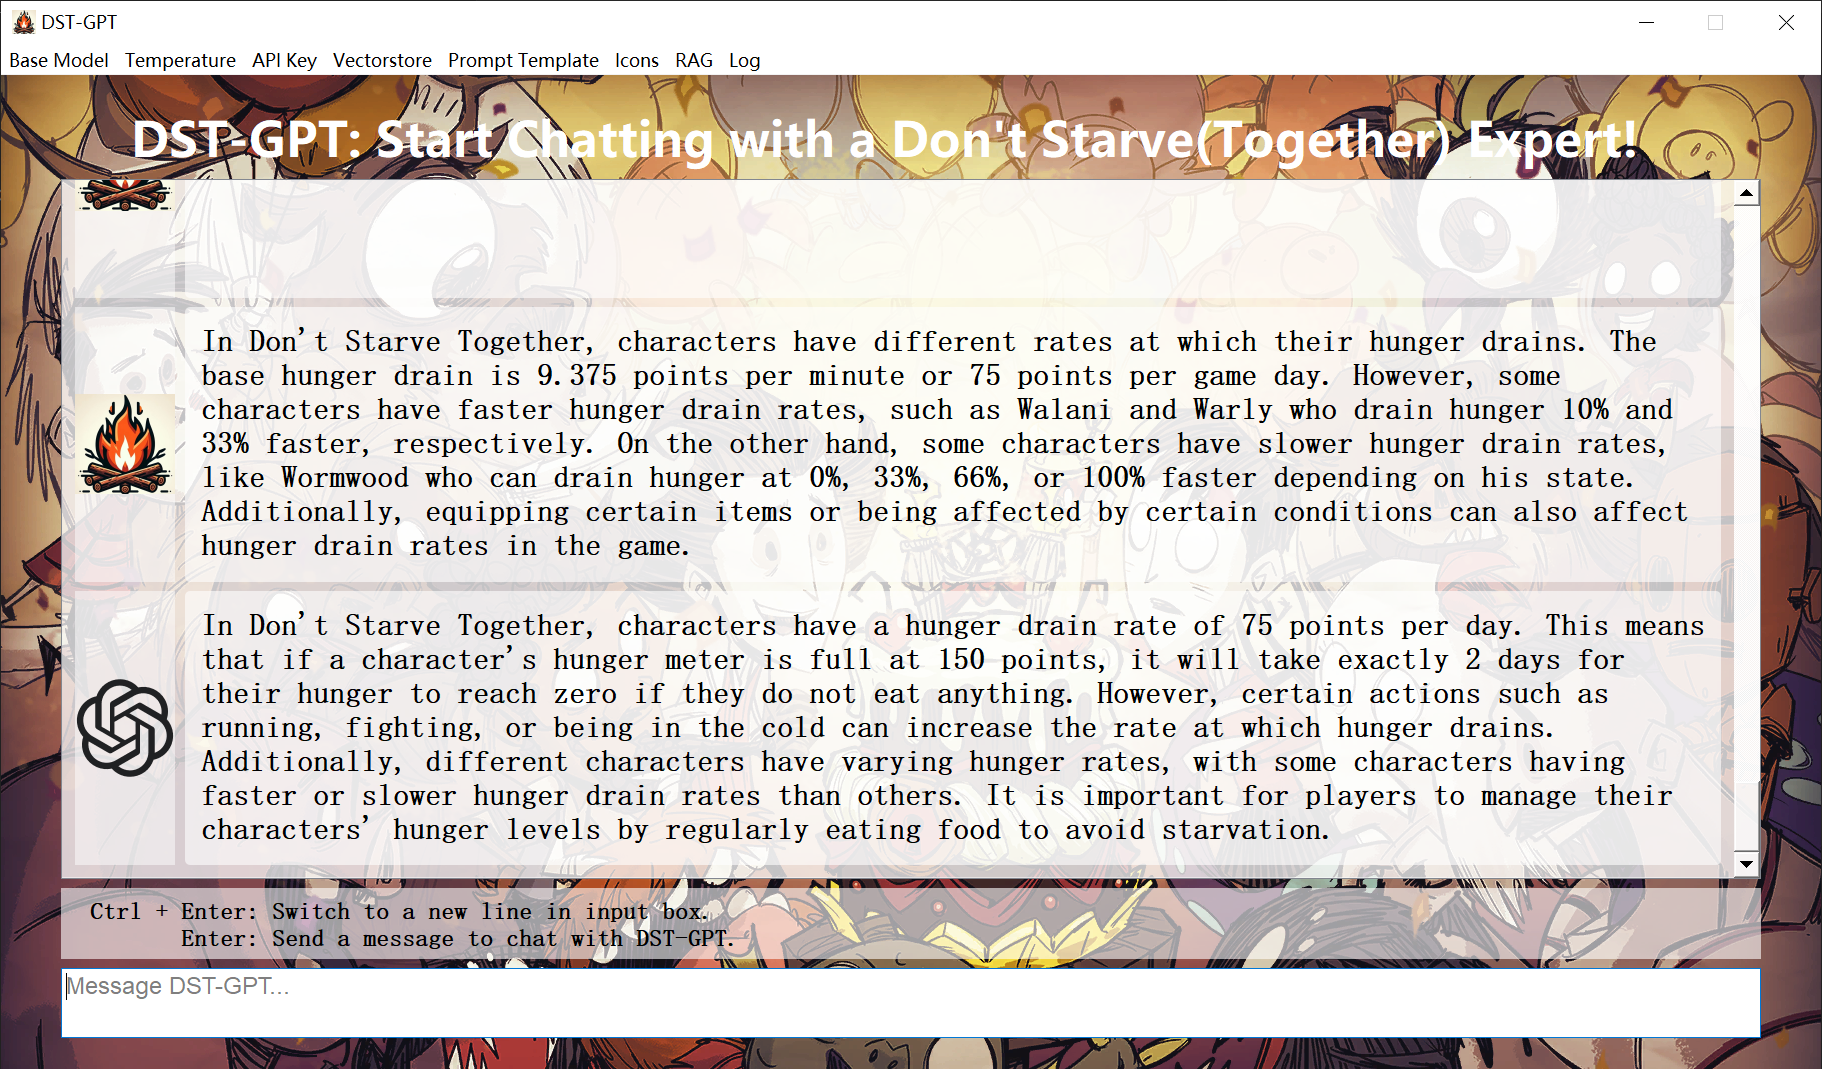 DST-GPT
Base Model Temperature API Key Vectorstore Prompt Template Icons RAG Log
DST-GPT: Start Chatting with a Don't Starve(Together) Expert!
In Don't Starve Together, characters have different rates at which their hunger drains. The
base hunger drain is 9.375 points per minute or 75 points per game day. However, some
characters have faster hunger drain rates, such as Walani and Warly who drain hunger 10% and
33% faster, respectively. On the other hand, some characters have slower hunger drain rates,
like Wormwood who can drain hunger at 0%, 33%, 66%, or 100% faster depending on his state.
Additionally, equipping certain items or being affected by certain conditions can also affect
hunger drain rates in the game.
In Don't Starve Together, characters have a hunger drain rate of 75 points per day. This means
that if a character's hunger meter is full at 150 points, it will take exactly 2 days for
their hunger to reach zero if they do not eat anything. However, certain actions such as
running, fighting, or being in the cold can increase the rate at which hunger drains.
Additionally, different characters have varying hunger rates, with some characters having
faster or slower hunger drain rates than others. It is important for players to manage their
characters' hunger levels by regularly eating food to avoid starvation.
Ctrl + Enter: Switch to a new line in input box.
Enter: Send a message to chat with DST-GPT.
Message DST-GPT...